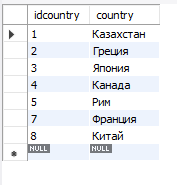 idcountry country
1 Казахстан
2 Греция
3 Япония
4 Канада
5 Рим
7 Франция
8 Китай
NULL NULL